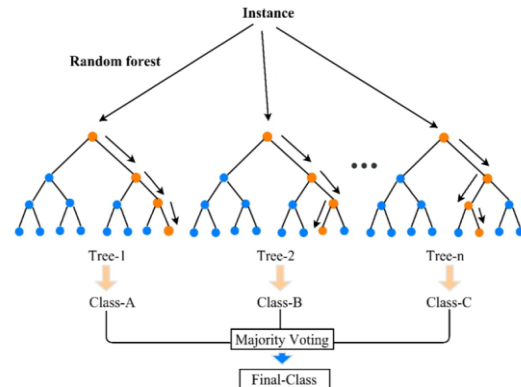 Instance
Random forest
Tree-1
Tree-2
Tree-n
Class-A
Class-B
Class-C
Majority Voting
Final-Class